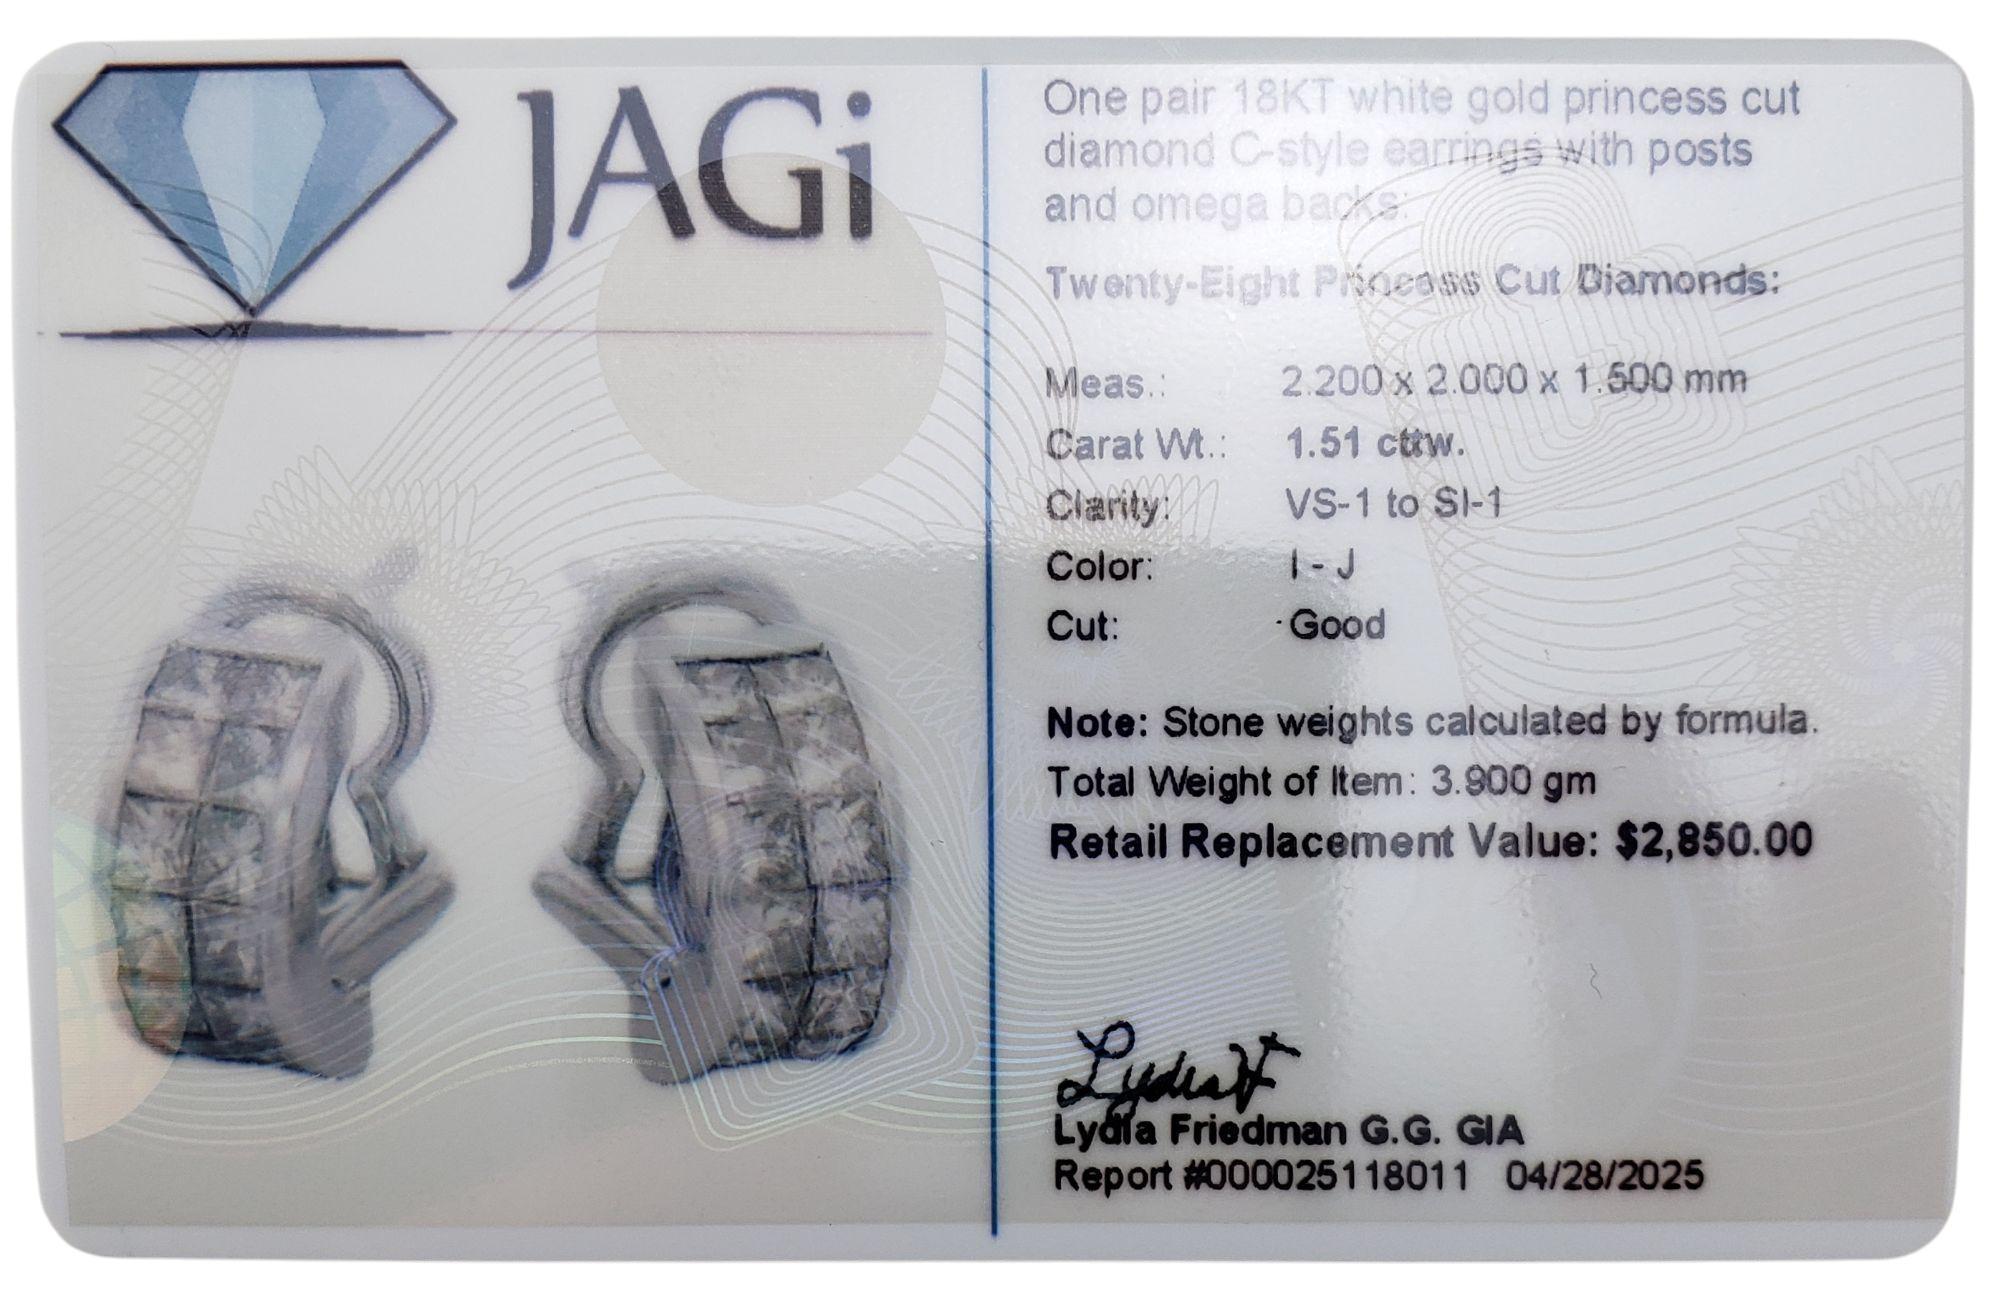 JAGi
One pair 18KT white gold princess cut
diamond C-style earrings with posts
and omega backs:
Twenty-Eight Princess Cut Diamonds:
Meas.: 2.200 x 2.000 x 1.500 mm
Carat Wt.: 1.51 cttw.
Clarity: VS-1 to SI-1
Color: I - J
Cut: Good
Note: Stone weights calculated by formula.
Total Weight of Item: 3.900 gm
Retail Replacement Value: $2,850.00
Lydia Friedman G.G. GIA
Report #000025118011 04/28/2025